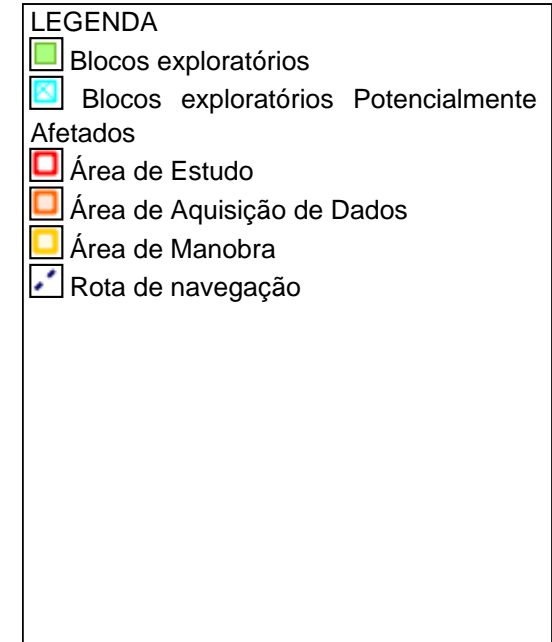 LEGENDA
Blocos exploratórios
Blocos exploratórios Potencialmente
Afetados
Área de Estudo
Área de Aquisição de Dados
Área de Manobra
Rota de navegação